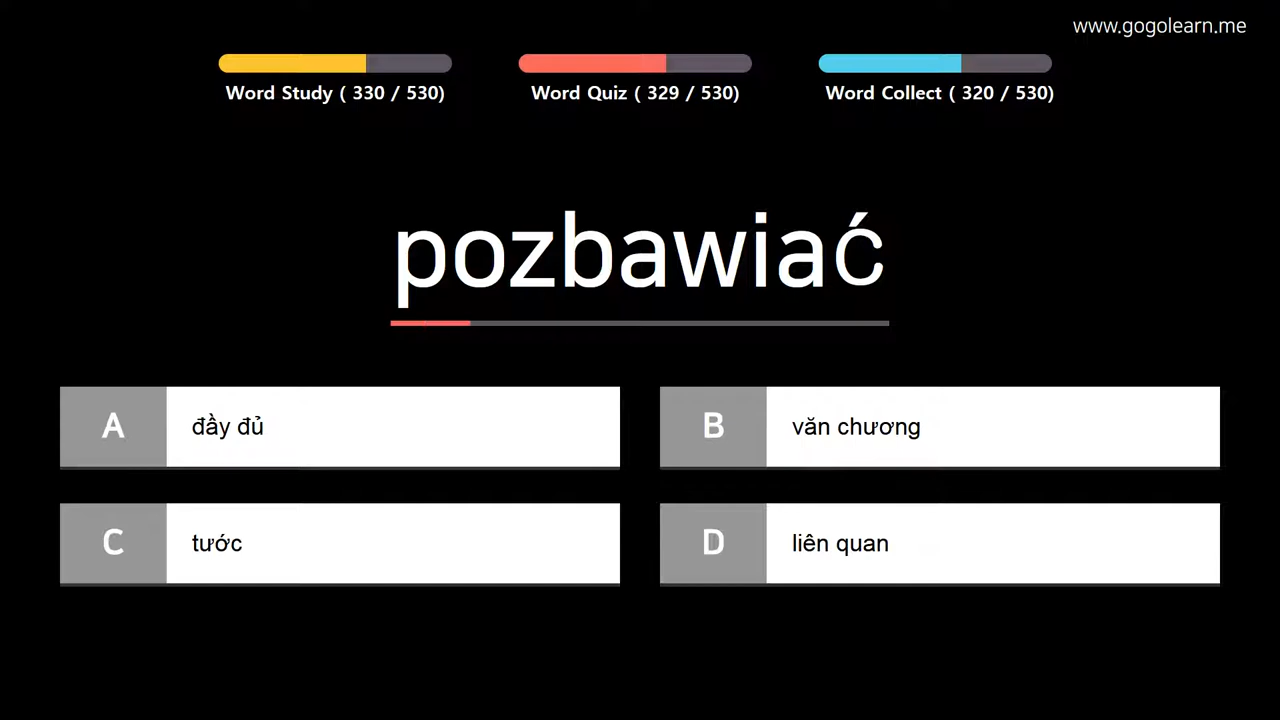 www.gogolearn.me
Word Study ( 330 / 530)
Word Quiz ( 329 / 530)
Word Collect ( 320 / 530)
pozbawiać
A đầy đủ
B văn chương
C tước
D liên quan